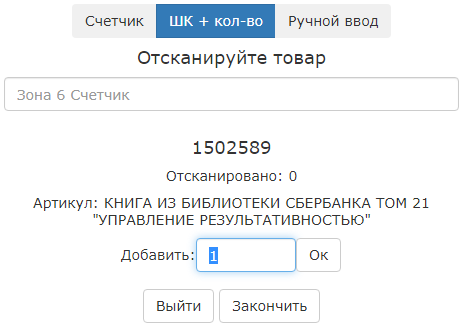 Счетчик ШК + кол-во Ручной ввод
Отсканируйте товар
Зона 6 Счетчик
1502589
Отсканировано: 0
Артикул: КНИГА ИЗ БИБЛИОТЕКИ СБЕРБАНКА ТОМ 21
"УПРАВЛЕНИЕ РЕЗУЛЬТАТИВНОСТЬЮ"
Добавить: 1 Ок
Выйти Закончить